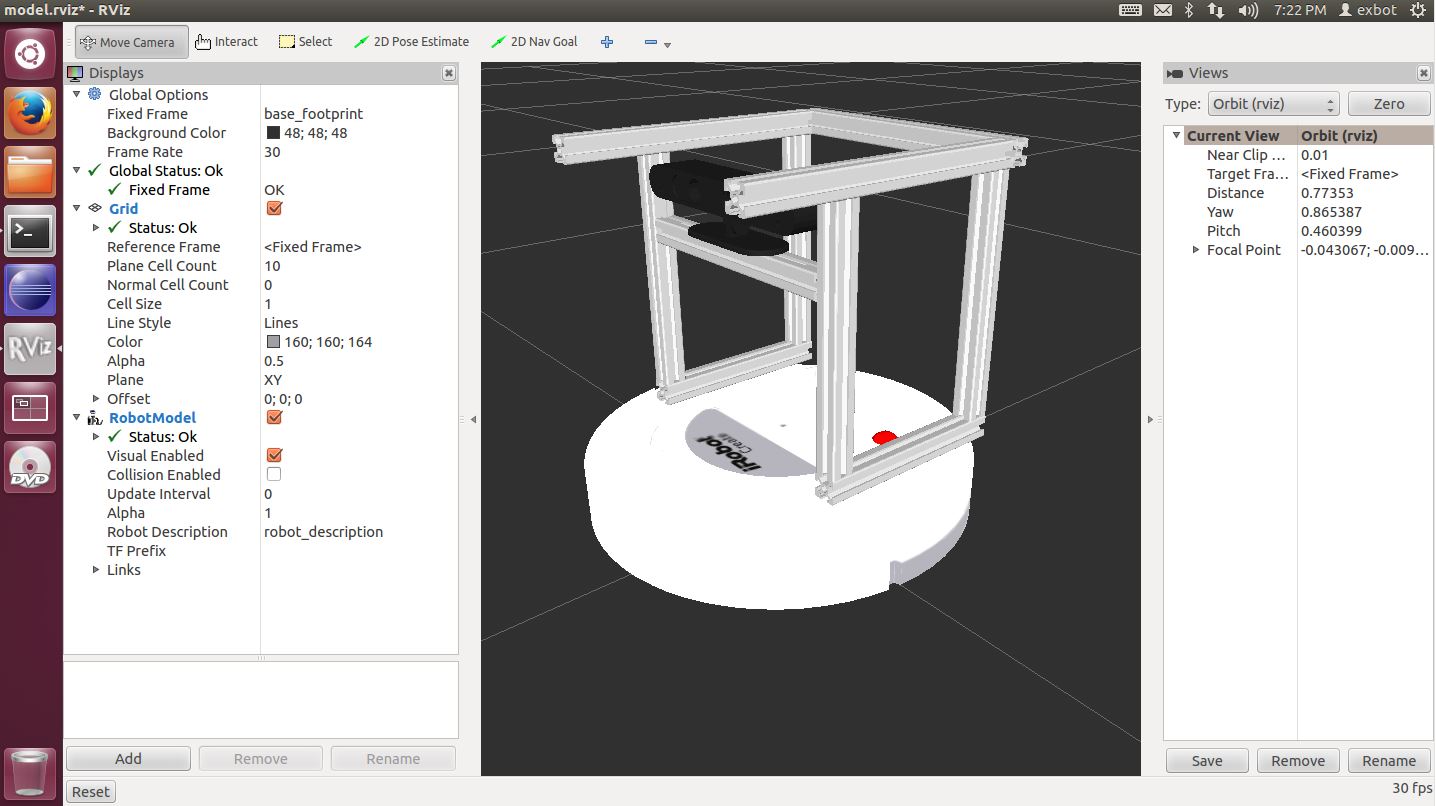 model.rviz* - RViz
7:22 PM
exbot
Move Camera
Interact
Select
2D Pose Estimate
2D Nav Goal
Displays
Global Options
Fixed Frame base_footprint
Background Color 48; 48; 48
Frame Rate 30
Global Status: Ok
Fixed Frame OK
Grid
Status: Ok
Reference Frame <Fixed Frame>
Plane Cell Count 10
Normal Cell Count 0
Cell Size 1
Line Style Lines
Color 160; 160; 164
Alpha 0.5
Plane XY
Offset 0; 0; 0
RobotModel
Status: Ok
Visual Enabled
Collision Enabled
Update Interval 0
Alpha 1
Robot Description robot_description
TF Prefix
Links
Add
Remove
Rename
Reset
RViz
DVD
iRobot
Create
Views
Type: Orbit (rviz) Zero
Current View Orbit (rviz)
Near Clip ... 0.01
Target Fra... <Fixed Frame>
Distance 0.77353
Yaw 0.865387
Pitch 0.460399
Focal Point -0.043067; -0.009...
Save
Remove
Rename
30 fps